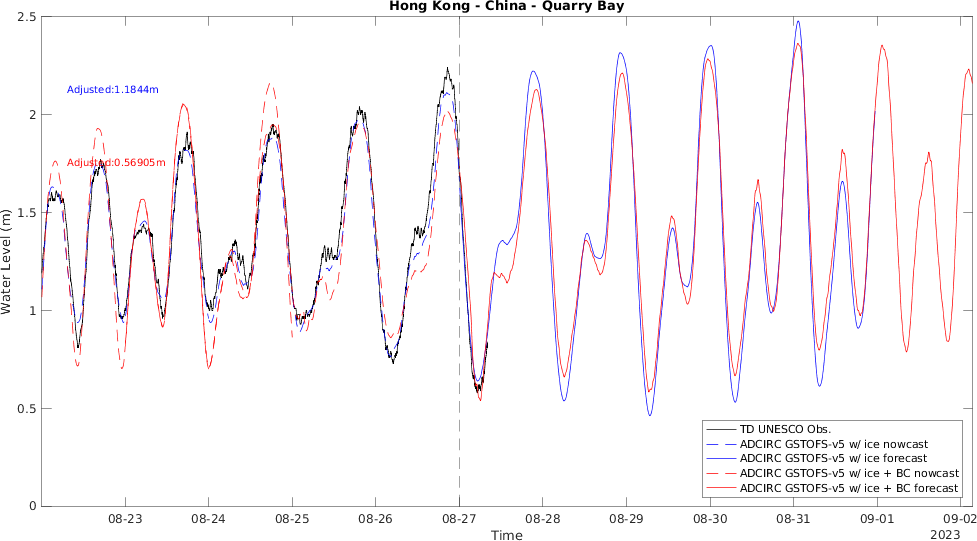 Hong Kong - China - Quarry Bay
2.5
Adjusted:1.1844m
2
Adjusted:0.56905m
1.5
Water Level (m)
1
0.5
TD UNESCO Obs.
ADCIRC GSTOFS-v5 w/ ice nowcast
ADCIRC GSTOFS-v5 w/ ice forecast
ADCIRC GSTOFS-v5 w/ ice + BC nowcast
ADCIRC GSTOFS-v5 w/ ice + BC forecast
0
08-23 08-24 08-25 08-26 08-27 08-28 08-29 08-30 08-31 09-01 09-02
Time
2023